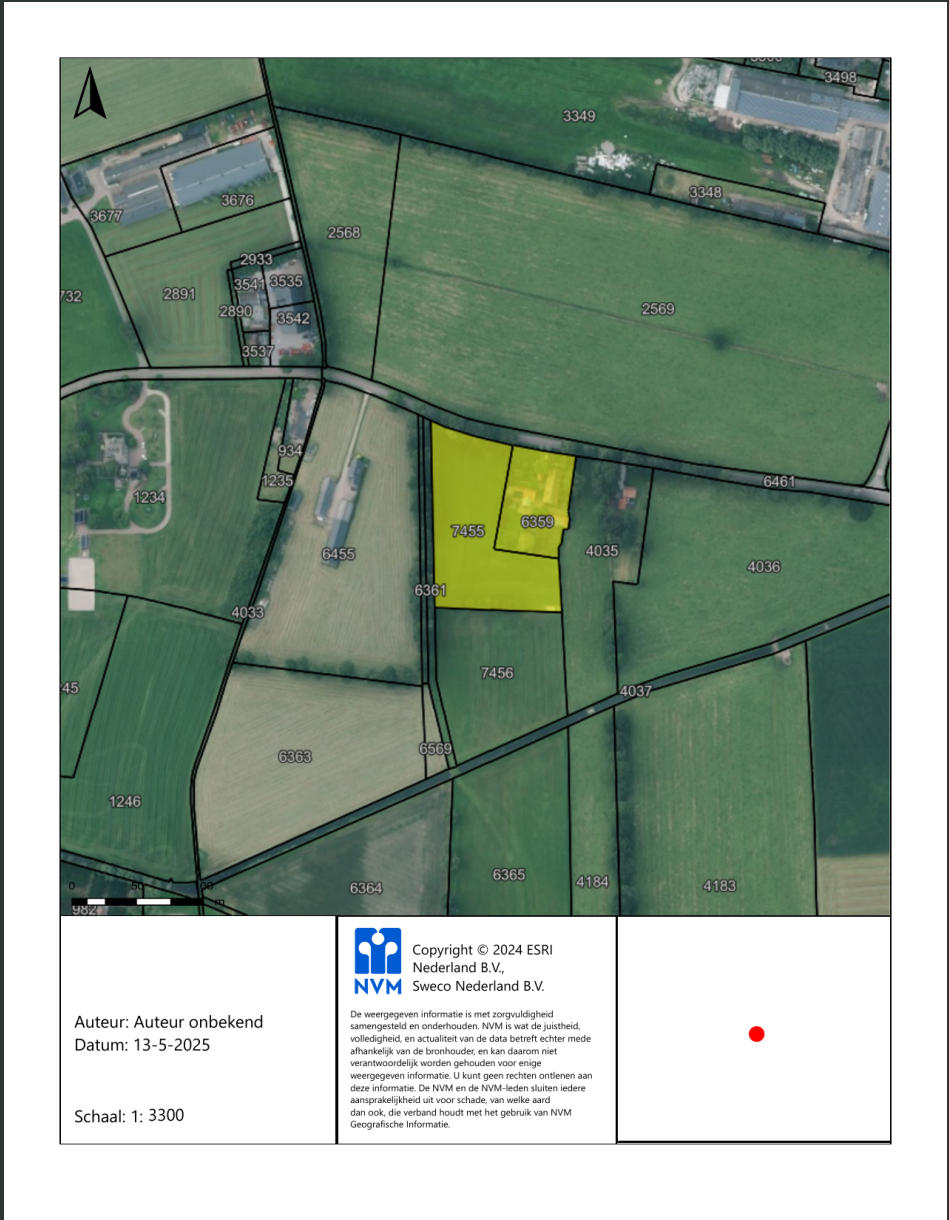 3498
3349
3348
3676
3677
2568
2933
3541
3535
732
2891
2890
3542
2569
3537
934
1235
6461
1234
7455
6359
6455
4035
4036
6361
4033
7456
45
4037
6569
6363
1246
6365
4184
4183
6364
0
50
m
982
Copyright © 2024 ESRI
Nederland B.V.,
Sweco Nederland B.V.
NVM
De weergegeven informatie is met zorgvuldigheid
samengesteld en onderhouden. NVM is wat de juistheid,
volledigheid, en actualiteit van de data betreft echter mede
afhankelijk van de bronhouder, en kan daarom niet
verantwoordelijk worden gehouden voor enige
weergegeven informatie. U kunt geen rechten ontlenen aan
deze informatie. De NVM en de NVM-leden sluiten iedere
aansprakelijkheid uit voor schade, van welke aard
dan ook, die verband houdt met het gebruik van NVM
Geografische Informatie.
Auteur: Auteur onbekend
Datum: 13-5-2025
Schaal: 1: 3300